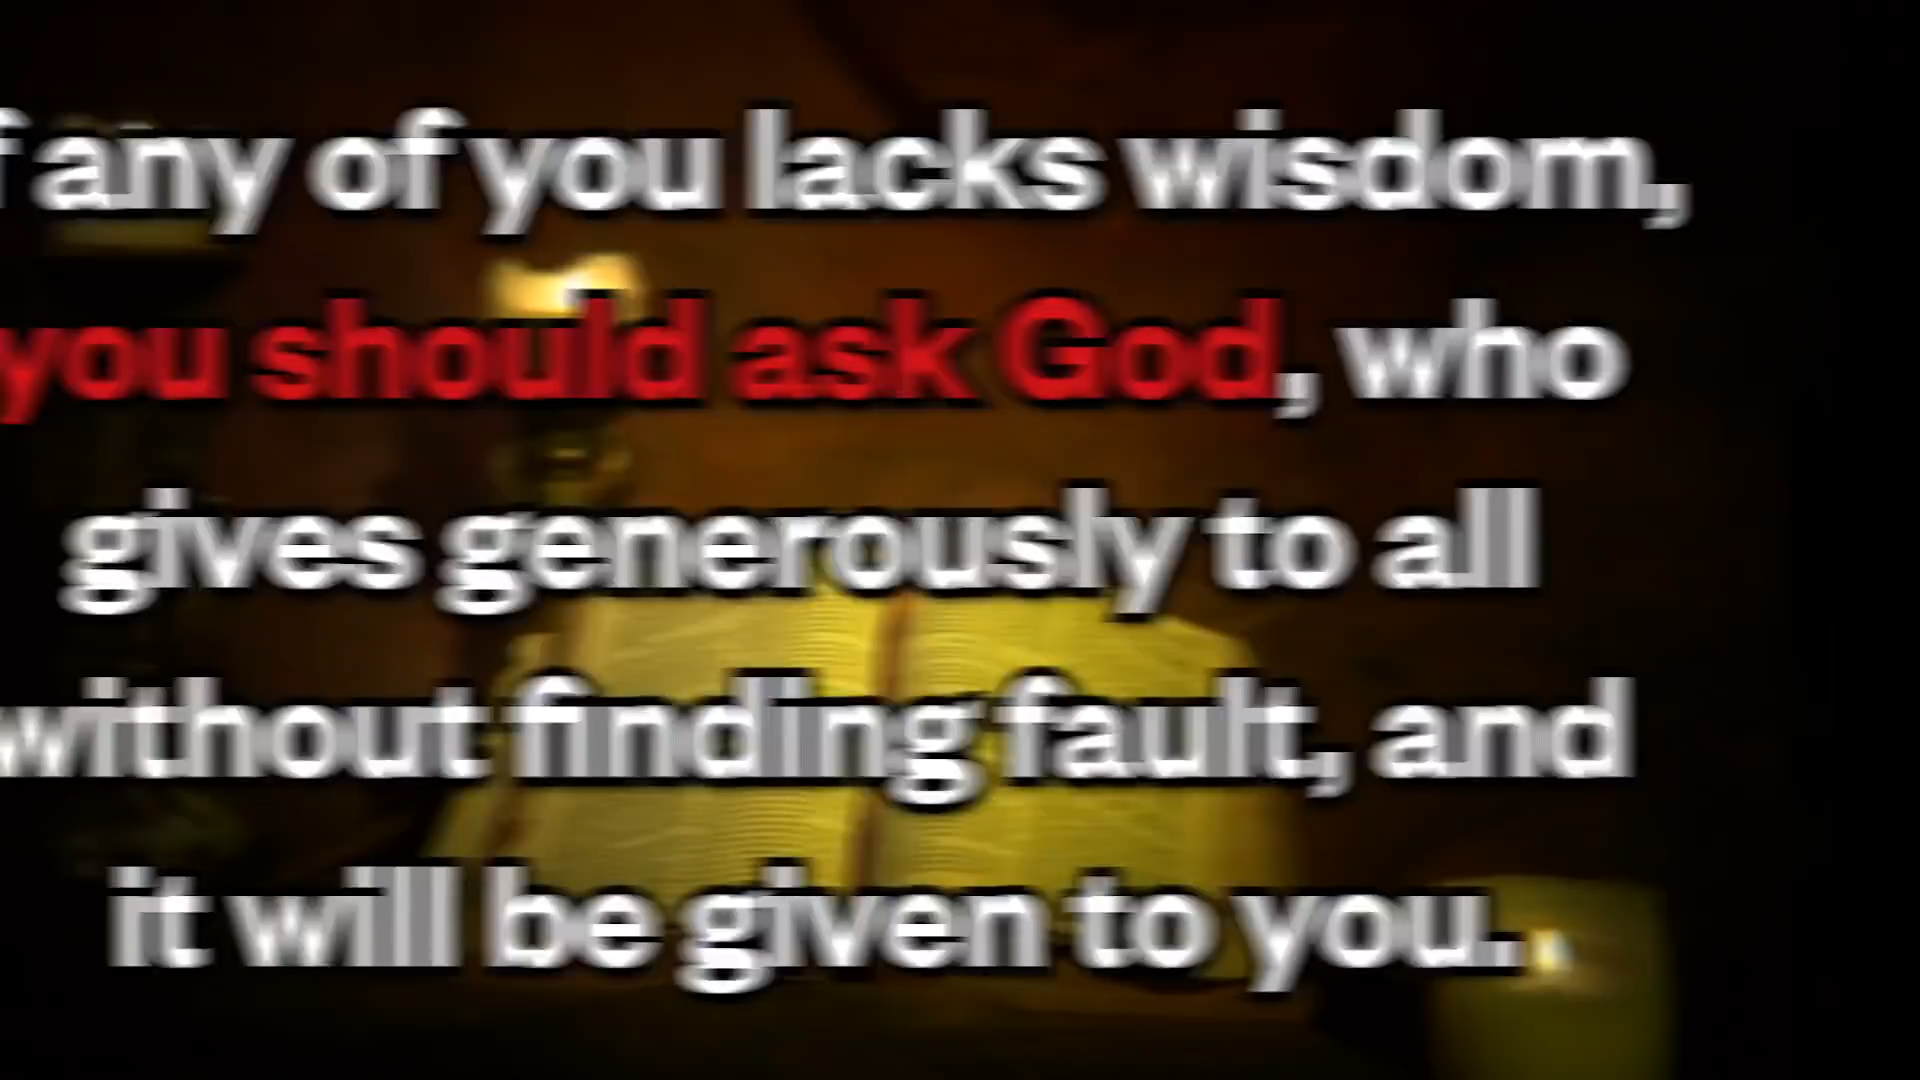 f any of you lacks wisdom,
you should ask God, who
gives generously to all
without finding fault, and
it will be given to you.